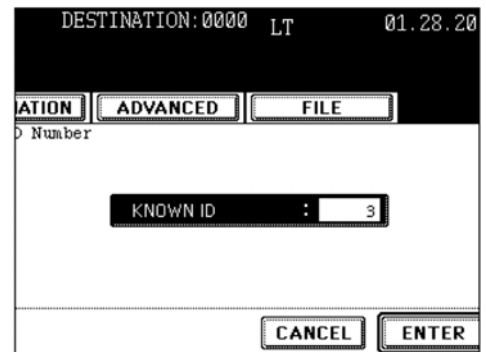 DESTINATION:0000 LT 01.28.20
ATION ADVANCED FILE
D Number
KNOWN ID : 3
CANCEL ENTER